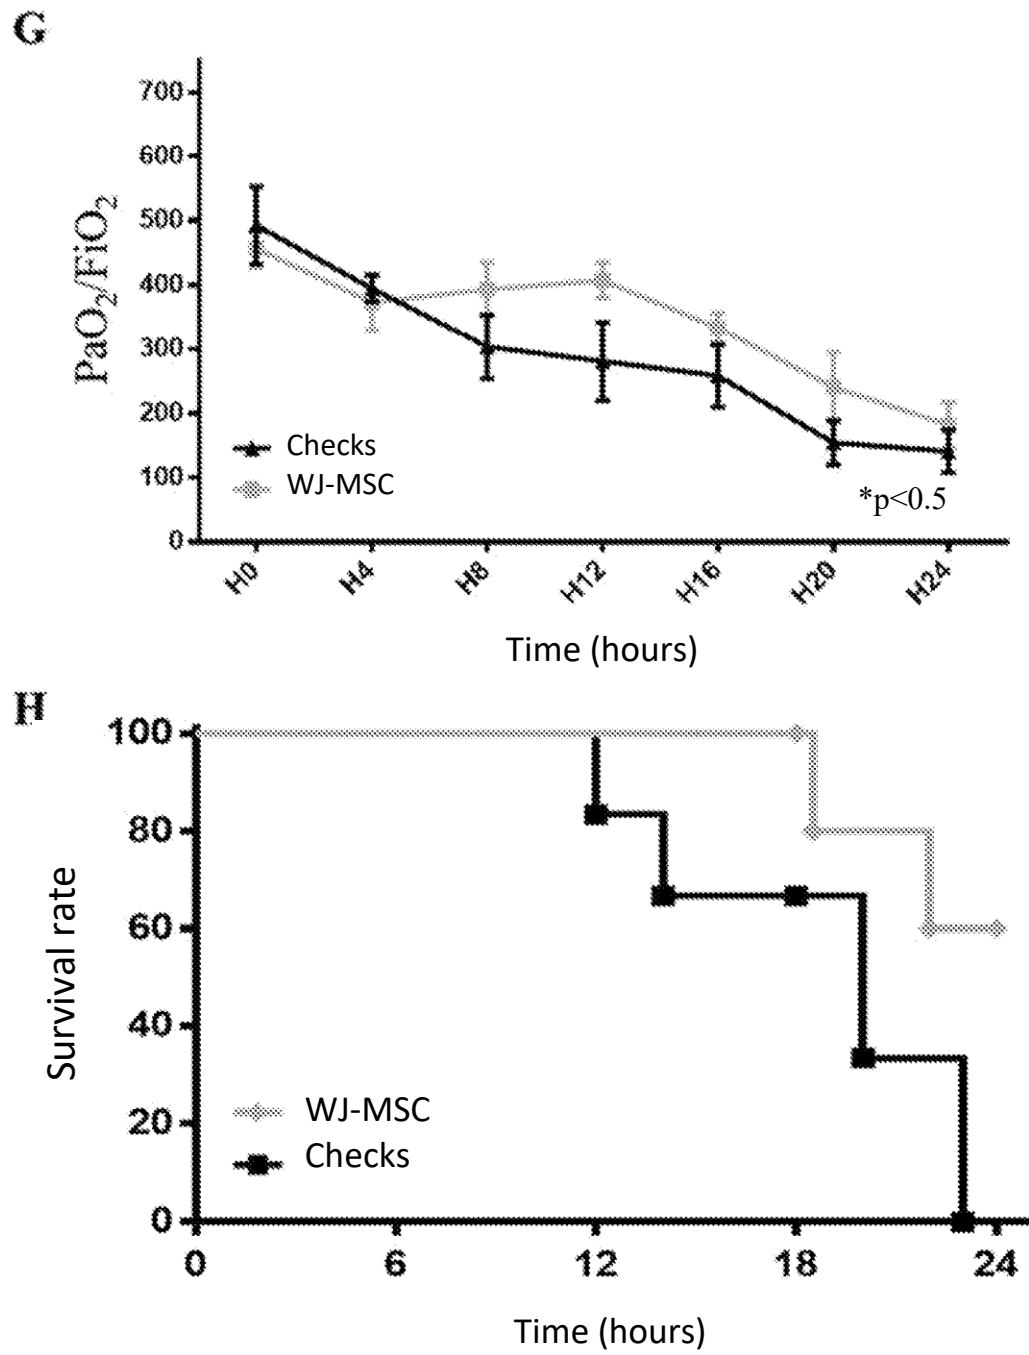 G
700
600
500
400
300
200
100
0
PaO₂/FiO₂
Checks
WJ-MSC
*p<0.5
H0 H4 H8 H12 H16 H20 H24
Time (hours)
H
100
80
60
40
20
0
Survival rate
WJ-MSC
Checks
0 6 12 18 24
Time (hours)